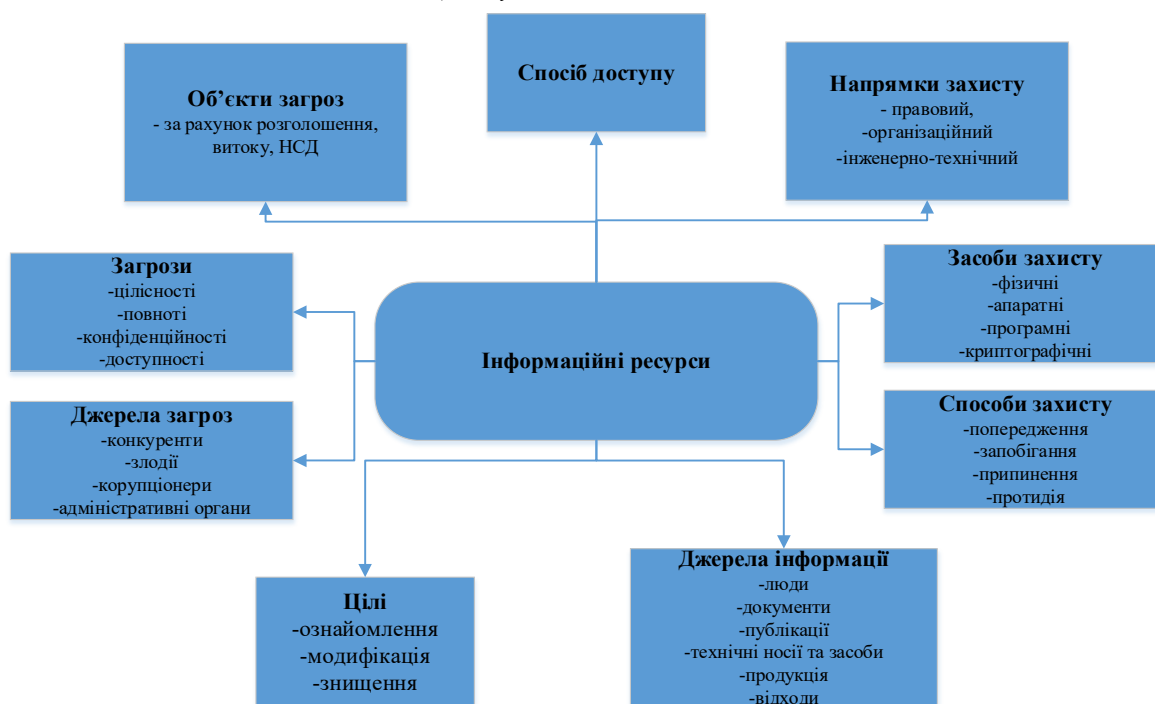 Спосіб доступу
Об’єкти загроз
- за рахунок розголошення,
витоку, НСД
Напрямки захисту
- правовий,
-організаційний
-інженерно-технічний
Загрози
-цілісності
-повноті
-конфіденційності
-доступності
Засоби захисту
-фізичні
-апаратні
-програмні
-криптографічні
Інформаційні ресурси
Джерела загроз
-конкуренти
-злодії
-корупціонери
-адміністративні органи
Способи захисту
-попередження
-запобігання
-припинення
-протидія
Цілі
-ознайомлення
-модифікація
-знищення
Джерела інформації
-люди
-документи
-публікації
-технічні носії та засоби
-продукція
-відходи